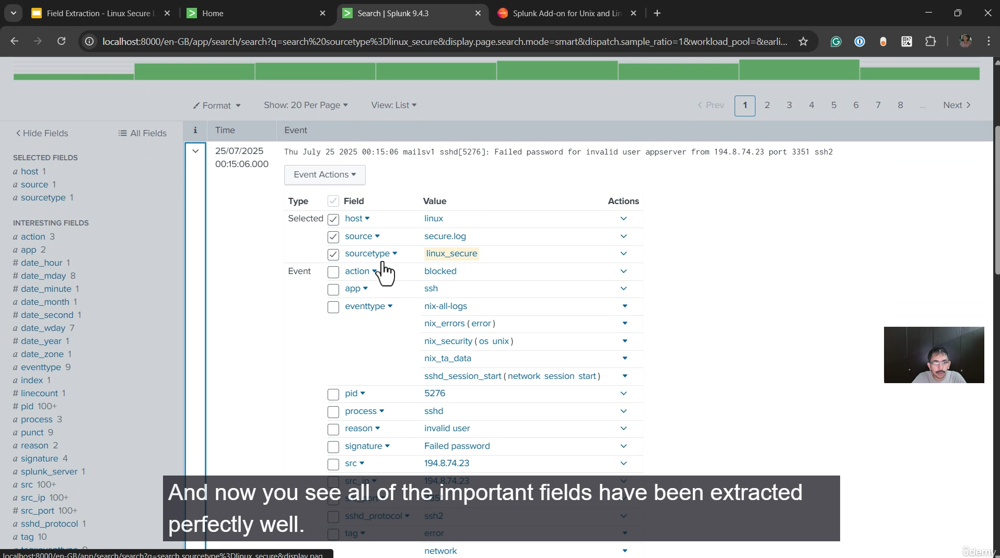 Field Extraction - Linux Secure L
Home
Search | Splunk 9.4.3
Splunk Add-on for Unix and Lin
localhost:8000/en-GB/app/search/search?q=search%20sourcetype%3Dlinux_secure&display.page.search.mode=smart&dispatch.sample_ratio=1&workload_pool=&earli...
Format
Show: 20 Per Page
View: List
< Prev 1 2 3 4 5 6 7 8 ... Next >
< Hide Fields
All Fields
i Time Event
SELECTED FIELDS
a host 1
a source 1
a sourcetype 1
INTERESTING FIELDS
a action 3
a app 2
# date_hour 1
# date_mday 8
# date_minute 1
a date_month 1
# date_second 1
a date_wday 7
# date_year 1
a date_zone 1
a eventtype 9
a index 1
# linecount 1
# pid 100+
a process 3
a punct 9
a reason 2
a signature 4
a splunk_server 1
a src 100+
a src_ip 100+
# src_port 100+
a sshd_protocol 1
a tag 10
25/07/2025
00:15:06.000
Thu July 25 2025 00:15:06 mailsv1 sshd[5276]: Failed password for invalid user appserver from 194.8.74.23 port 3351 ssh2
Event Actions
Type Field Value Actions
Selected host linux
source secure.log
sourcetype linux_secure
Event action blocked
app ssh
eventtype nix-all-logs
nix_errors ( error )
nix_security ( os unix )
nix_ta_data
sshd_session_start ( network session start )
pid 5276
process sshd
reason invalid user
signature Failed password
src 194.8.74.23
src_ip 194.8.74.23
sshd_protocol ssh2
tag error
network
And now you see all of the important fields have been extracted
perfectly well.
localhost:8000/en-GB/app/search/search?q=search sourcetype%3Dlinux_secure&display.pag
udemy